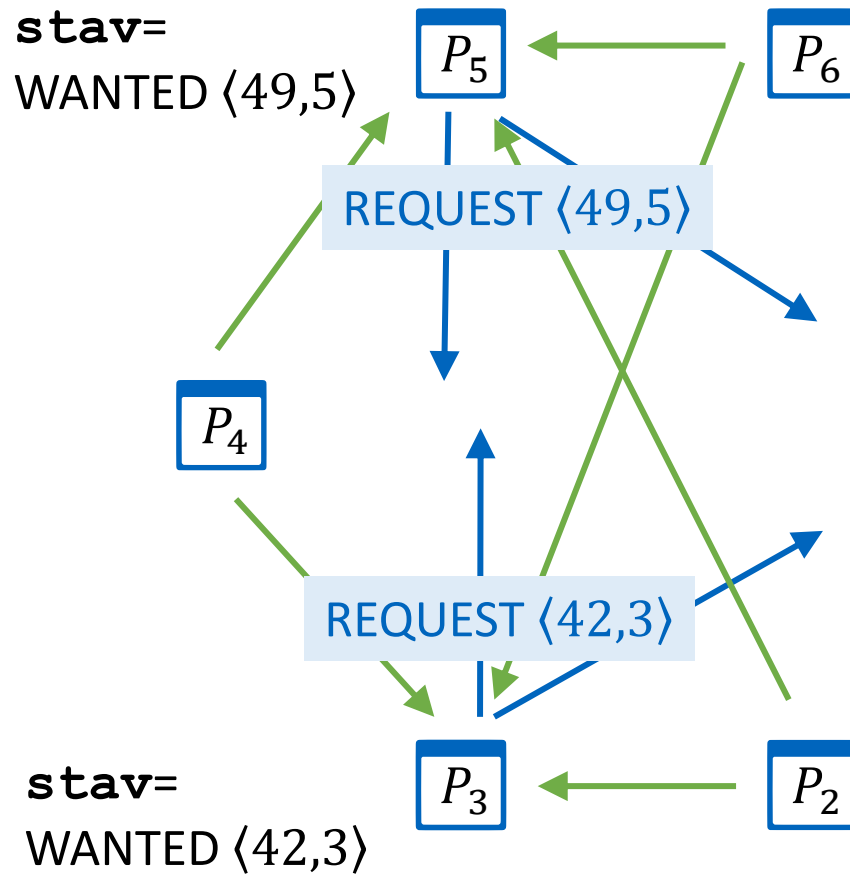 stav=
WANTED ⟨49,5⟩
P₅
P₆
REQUEST ⟨49,5⟩
P₄
REQUEST ⟨42,3⟩
stav=
WANTED ⟨42,3⟩
P₃
P₂